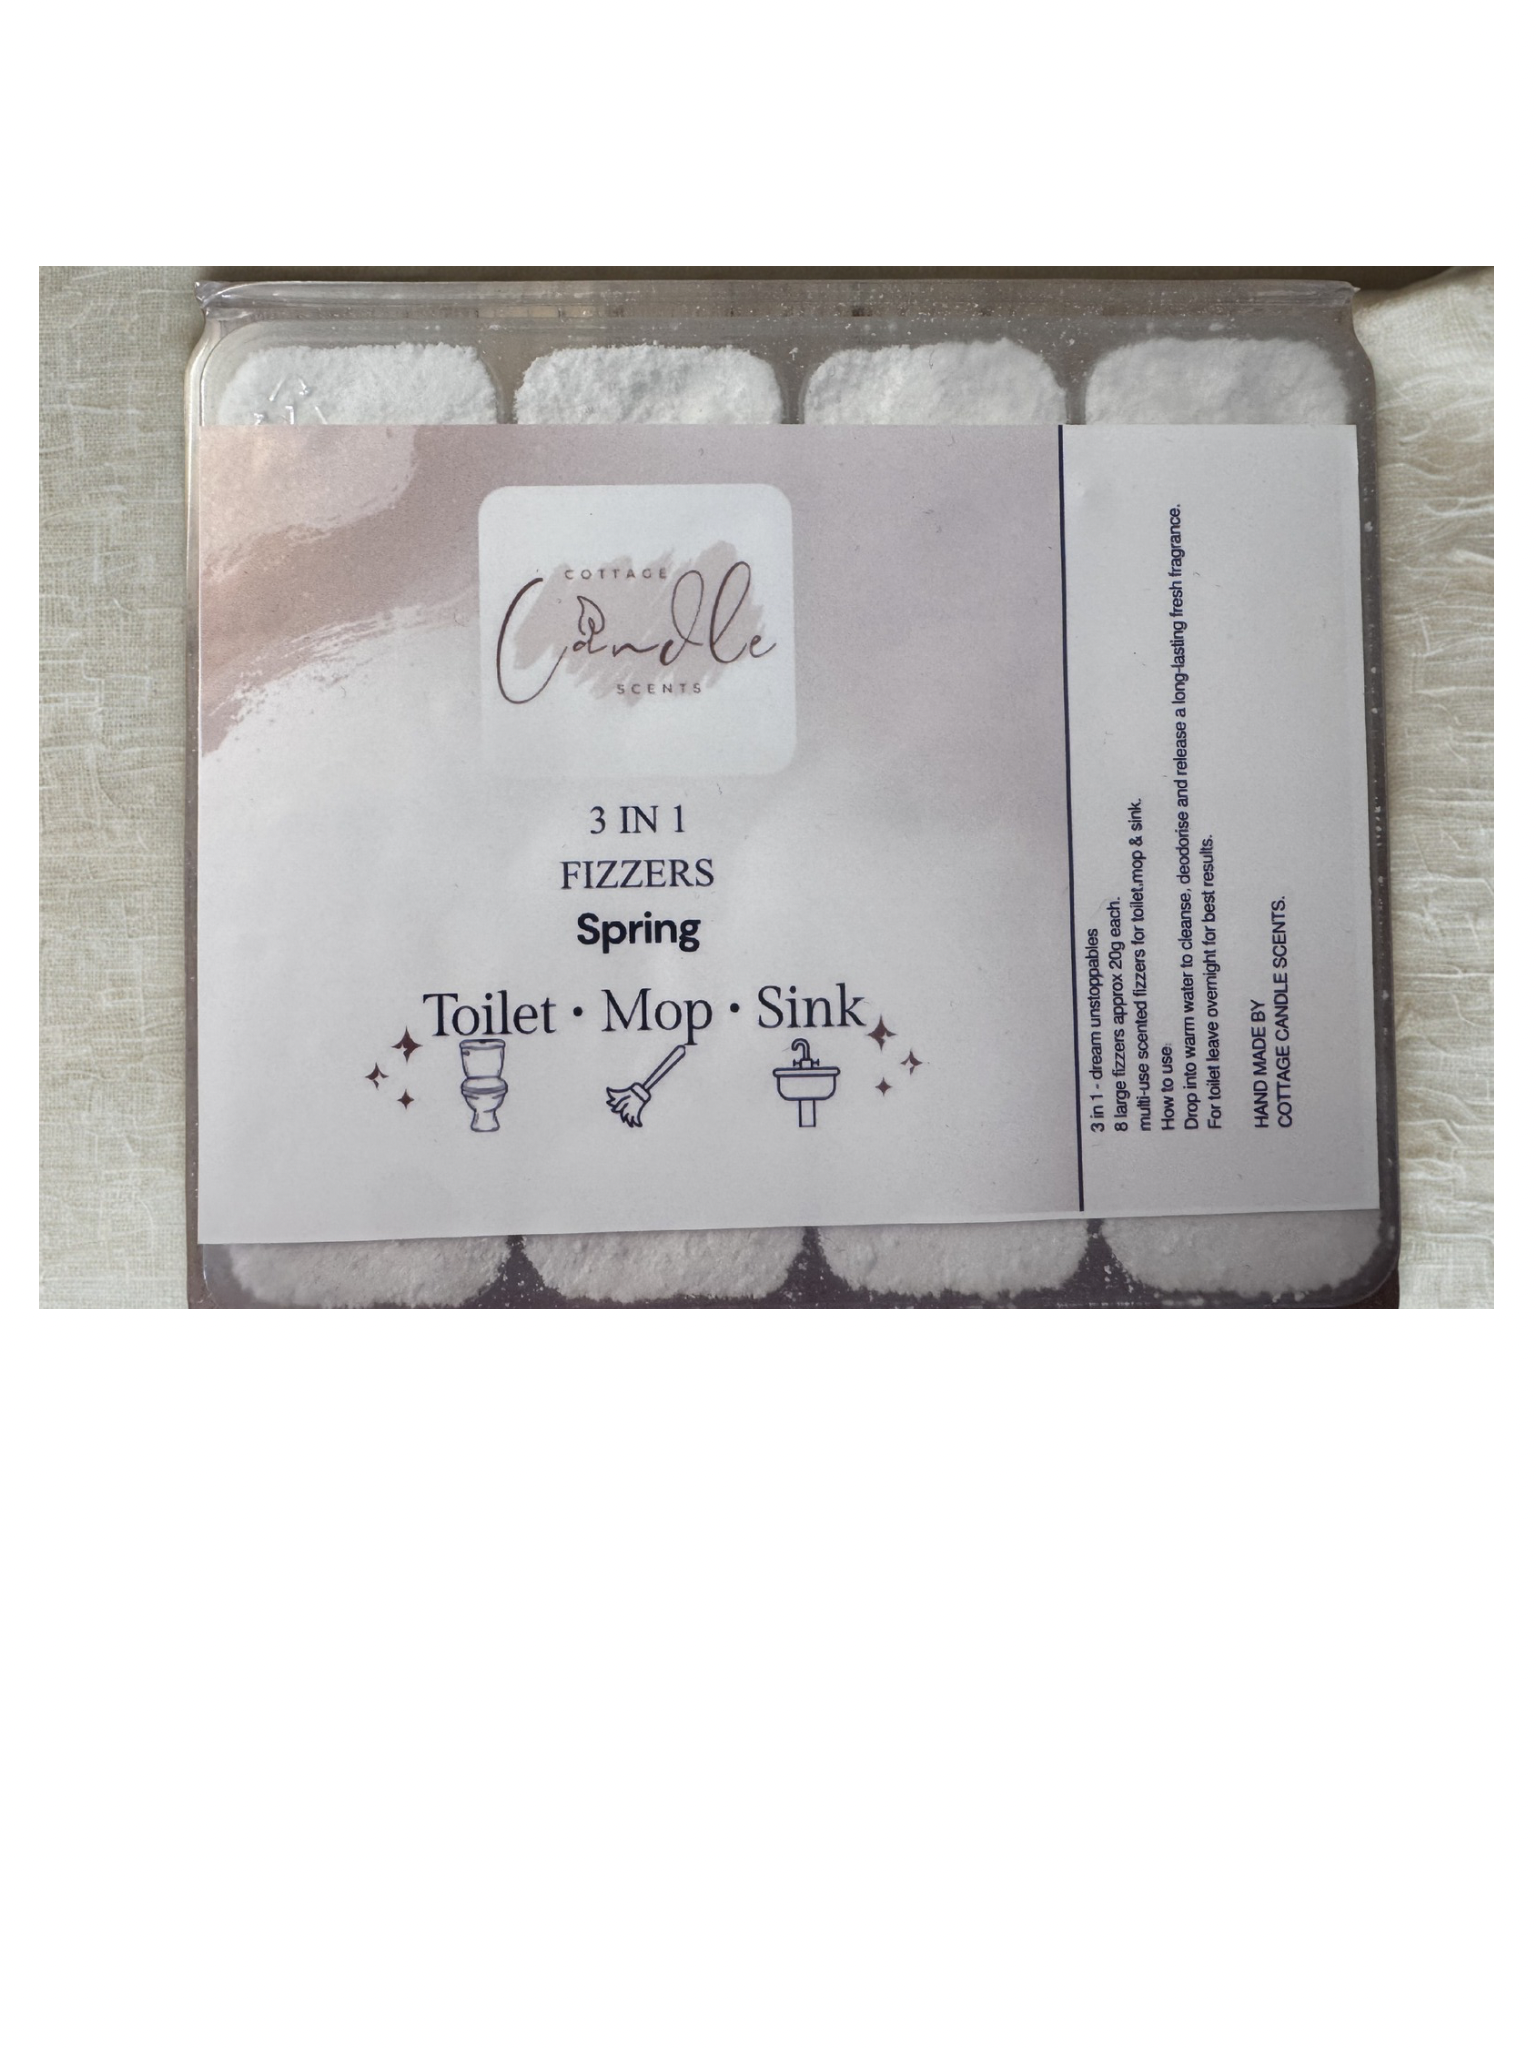 COTTAGE
Candle
SCENTS
3 IN 1
FIZZERS
Spring
Toilet • Mop • Sink
3 in 1 - dream unstoppables
8 large fizzers approx 20g each.
multi-use scented fizzers for toilet.mop & sink.
How to use:
Drop into warm water to cleanse, deodorise and release a long-lasting fresh fragrance.
For toilet leave overnight for best results.
HAND MADE BY
COTTAGE CANDLE SCENTS.